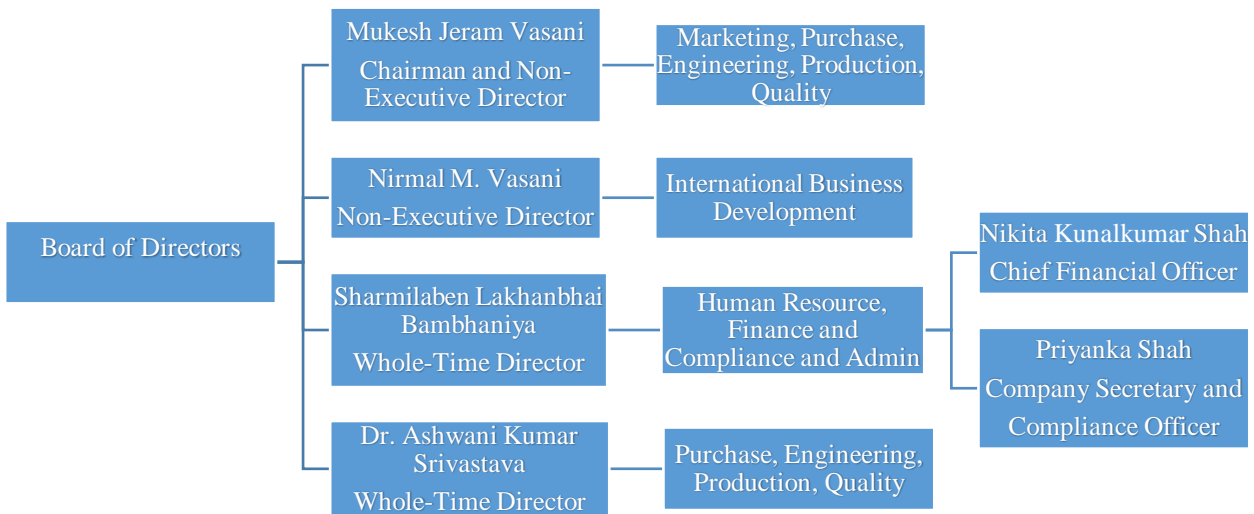 Board of Directors
Mukesh Jeram Vasani
Chairman and Non-
Executive Director
Marketing, Purchase,
Engineering, Production,
Quality
Nirmal M. Vasani
Non-Executive Director
International Business
Development
Sharmilaben Lakhanbhai
Bambhaniya
Whole-Time Director
Human Resource,
Finance and
Compliance and Admin
Nikita Kunalkumar Shah
Chief Financial Officer
Priyanka Shah
Company Secretary and
Compliance Officer
Dr. Ashwani Kumar
Srivastava
Whole-Time Director
Purchase, Engineering,
Production, Quality